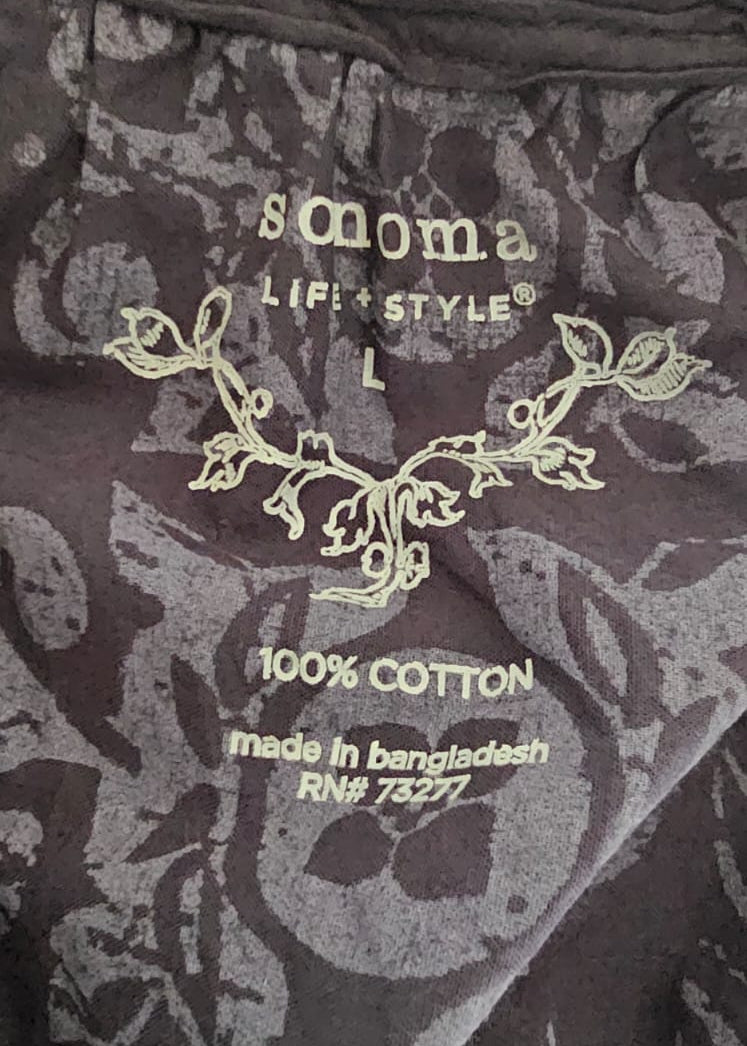 sonoma
LIFE + STYLE®
L
100% COTTON
made in bangladesh
RN# 73277